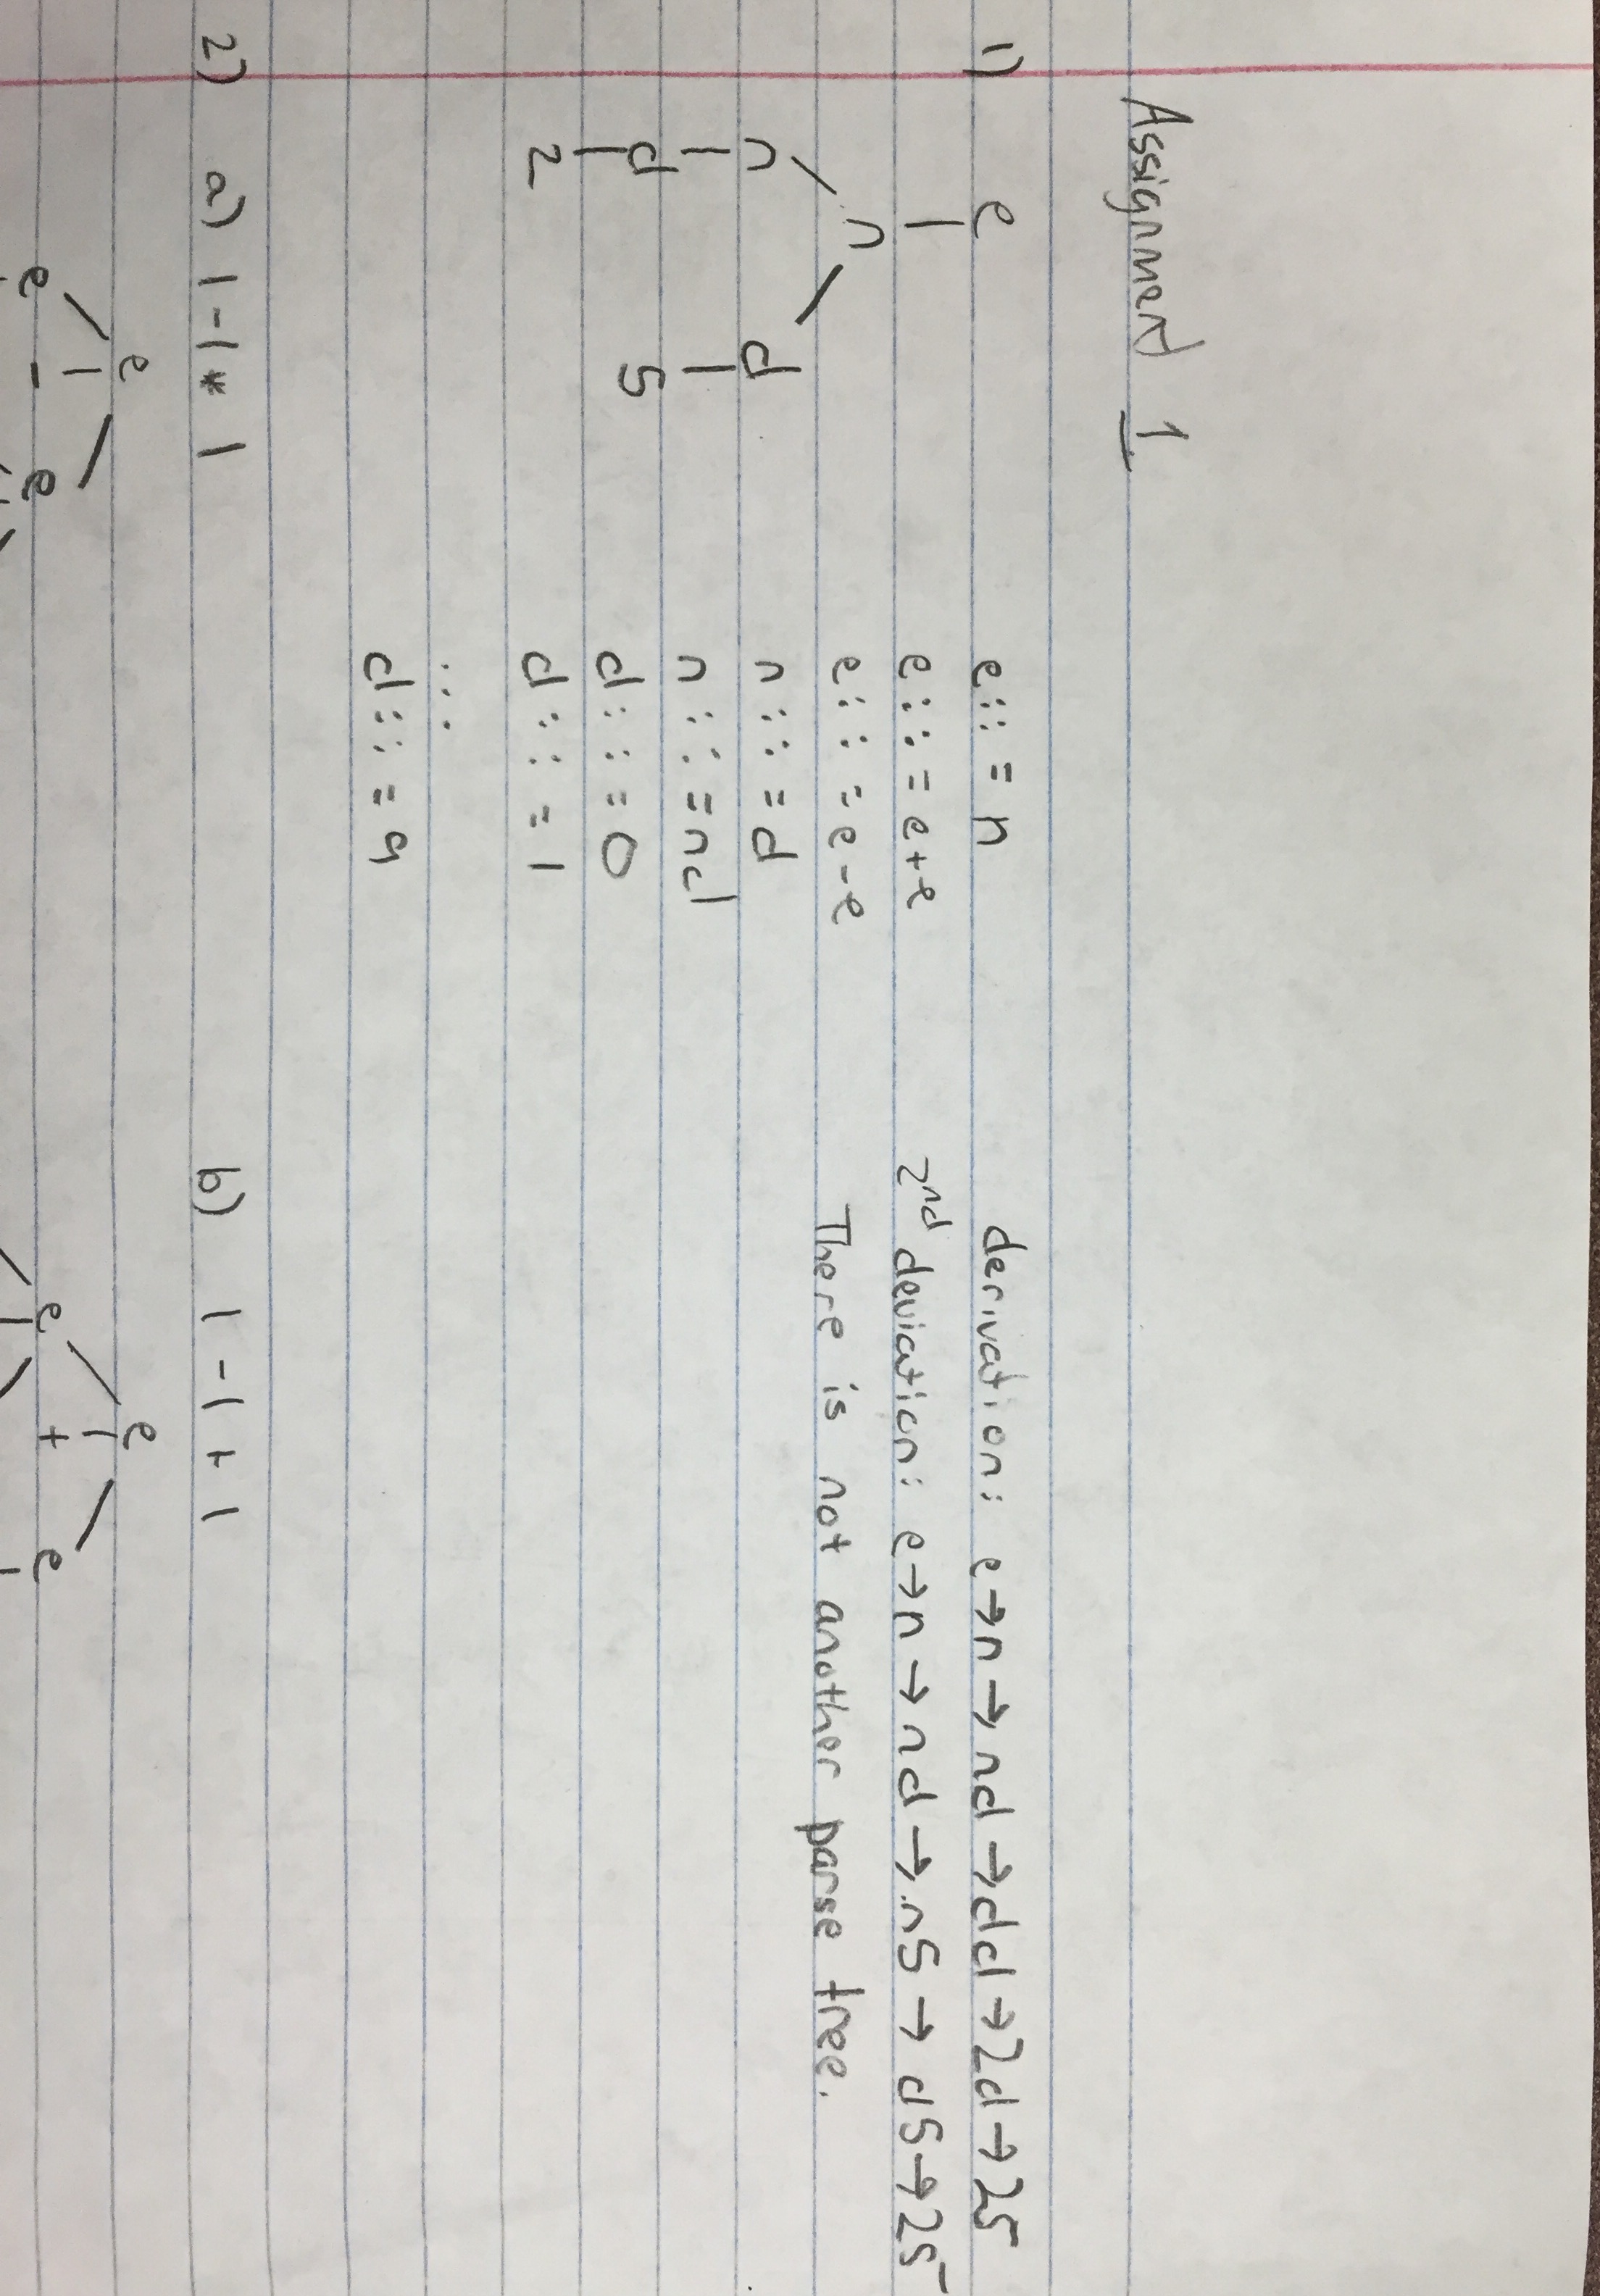 Assignment 1
1) e e::=n derivation: e→n→nd→dd→2d→25
n e::=e+e 2nd deviation: e→n→nd→n5→d5→25
n d e::=e-e There is not another parse tree.
d 5 n::=d
2 n::=nd
d::=0
d::=1
...
d::=9
2) a) 1-1*1 b) 1-1+1
e e
e - e e + e